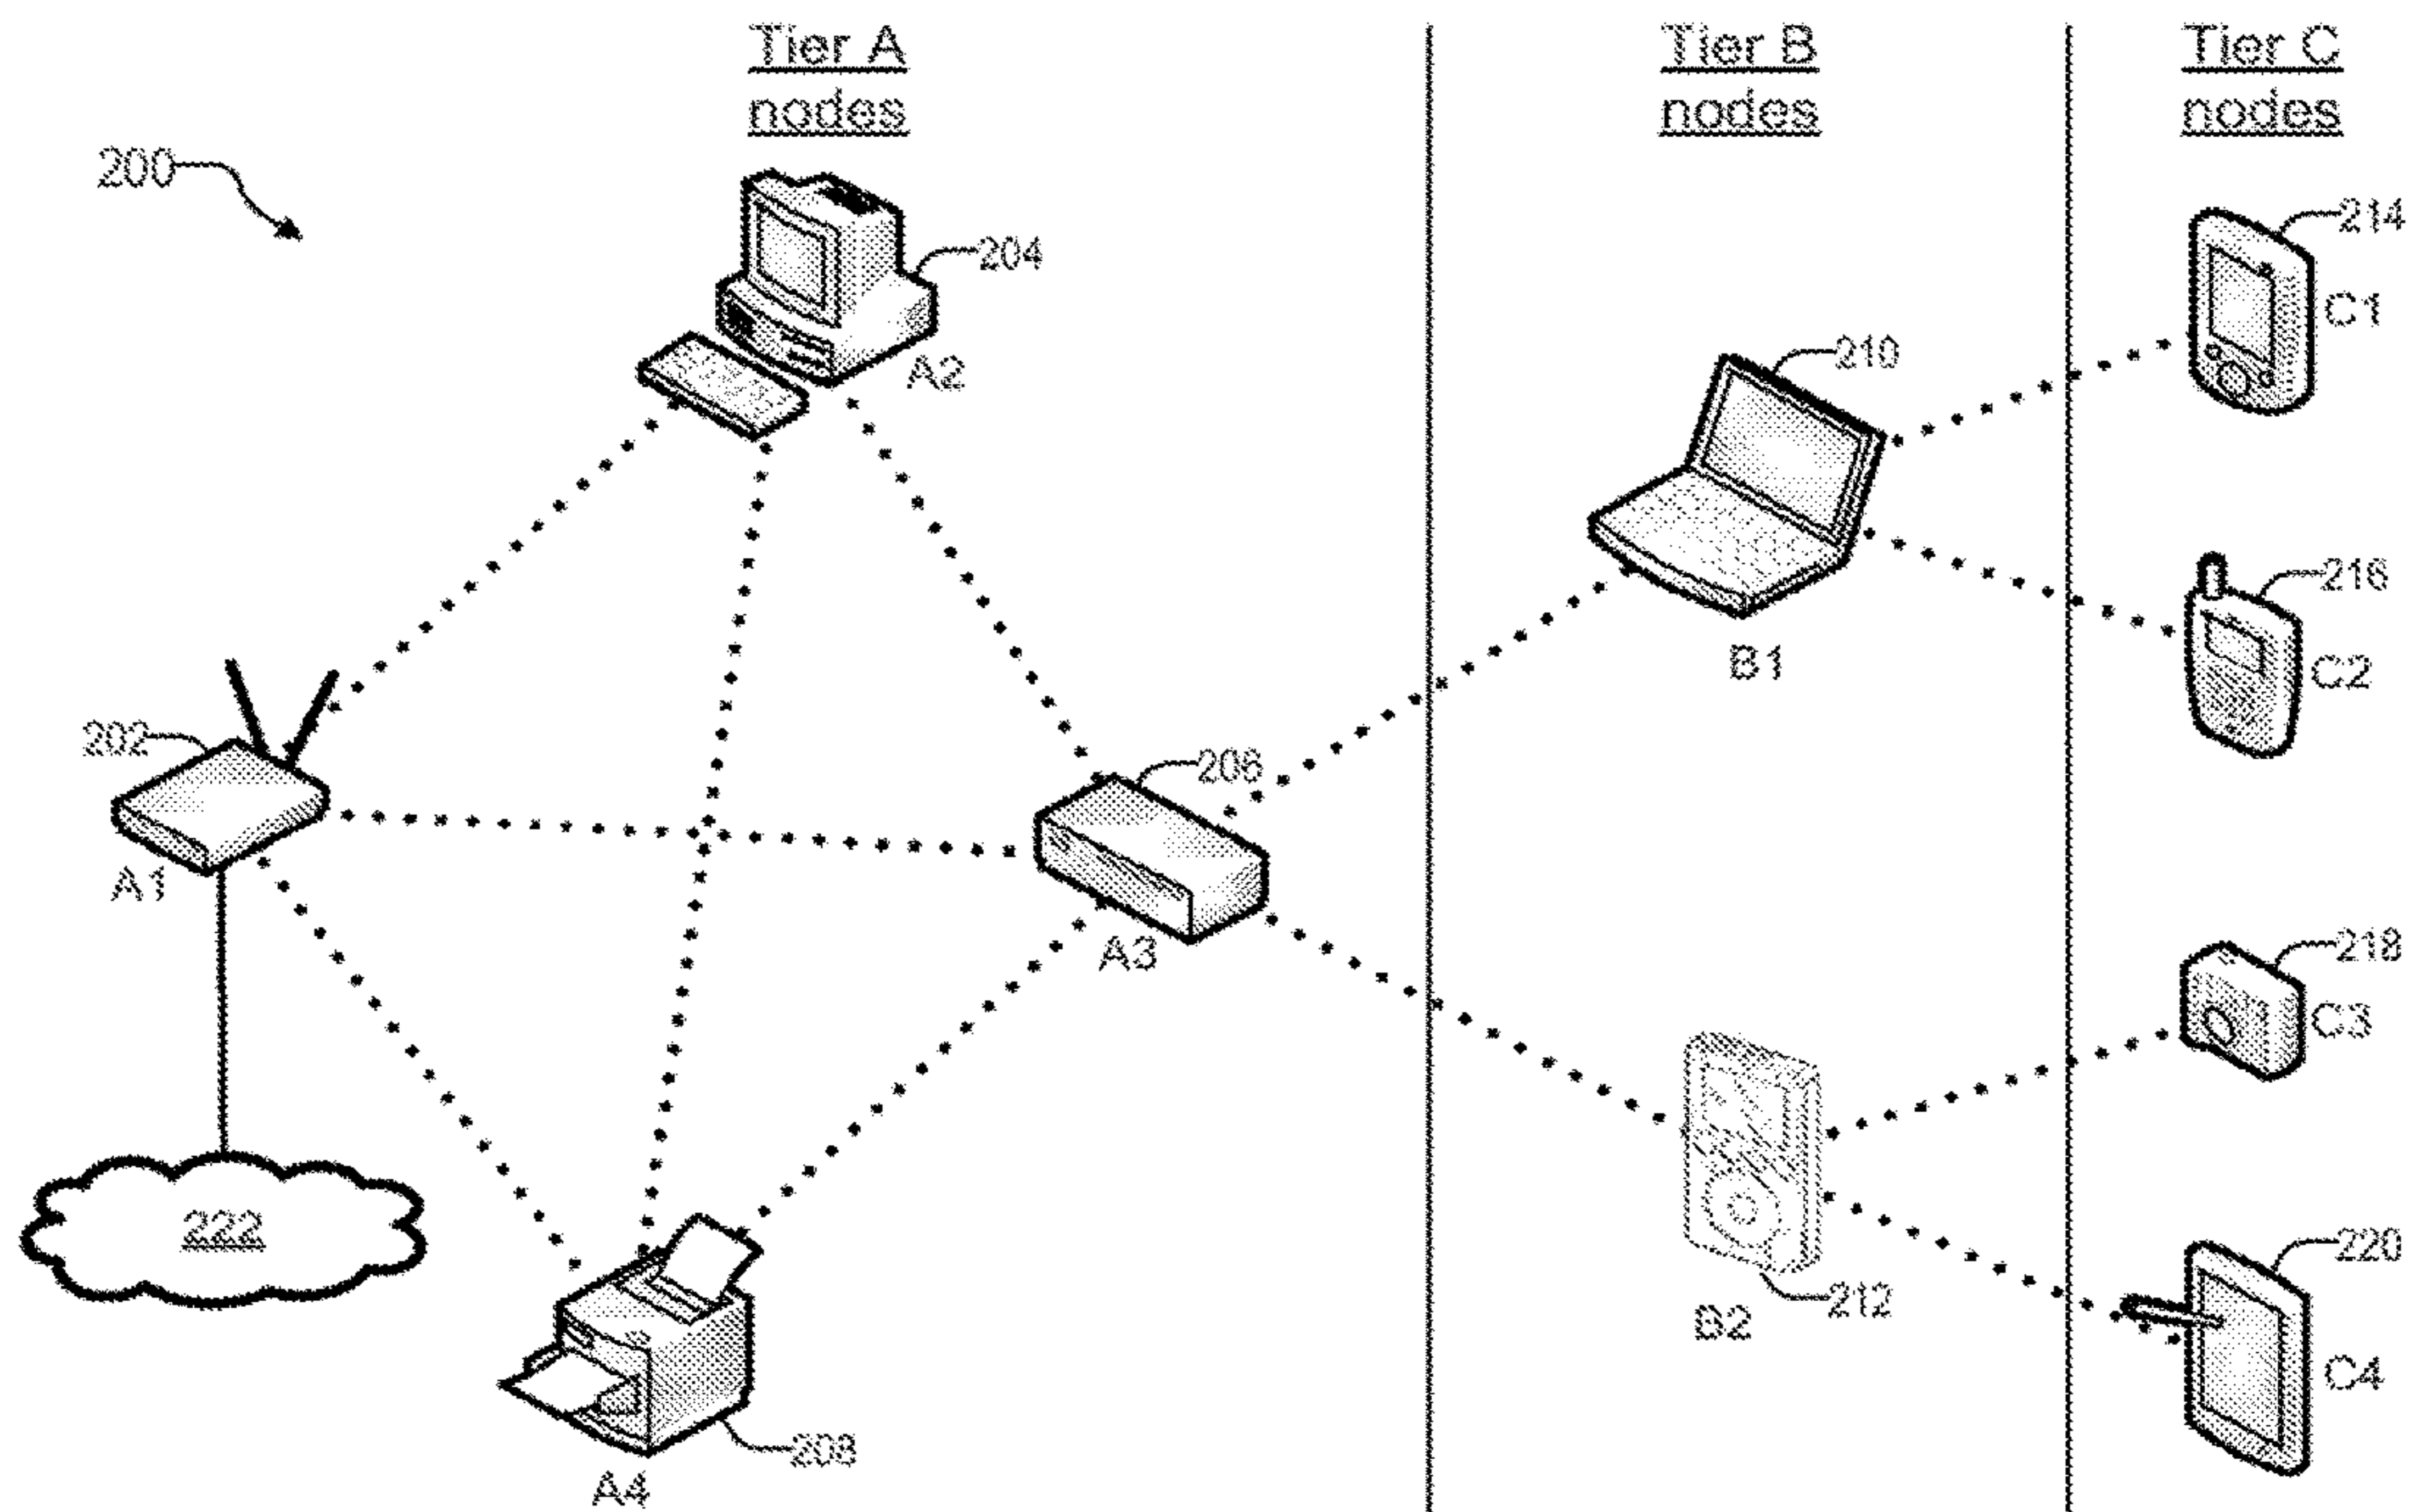 Tier A
nodes
Tier B
nodes
Tier C
nodes
200
204
A2
214
C1
210
B1
216
C2
202
A1
206
A3
218
C3
222
212
B2
220
C4
208
A4